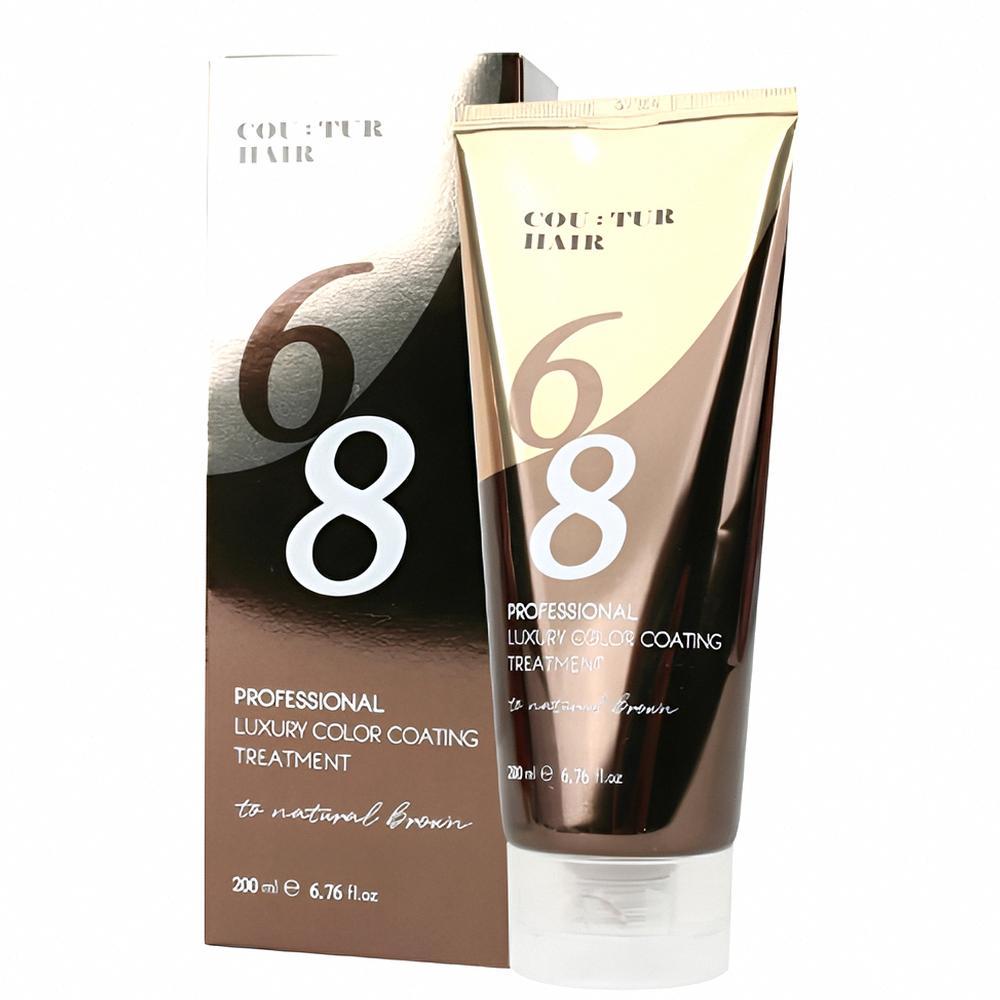 COU:TUR
HAIR
6
8
PROFESSIONAL
LUXURY COLOR COATING
TREATMENT
to natural Brown
200 ml ℮ 6.76 fl.oz
COU:TUR
HAIR
6
8
PROFESSIONAL
LUXURY COLOR COATING
TREATMENT
to natural Brown
200 ml ℮ 6.76 fl.oz